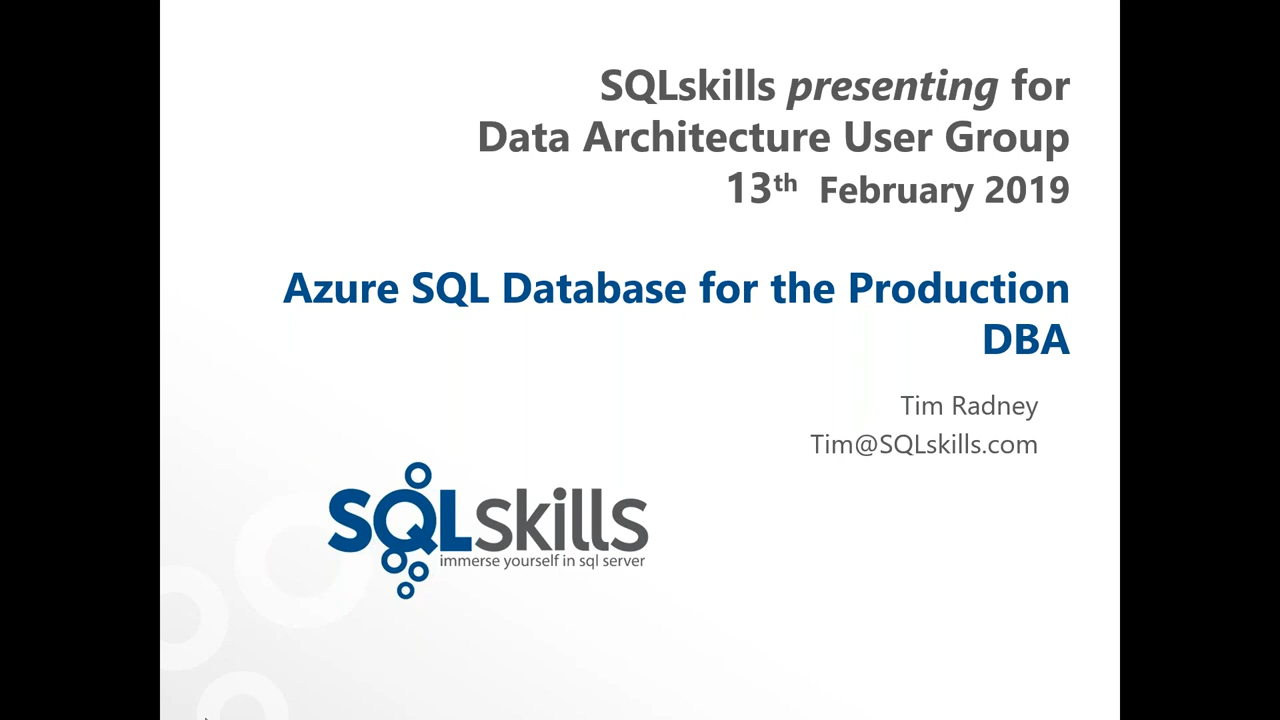 SQLskills presenting for
Data Architecture User Group
13th February 2019
Azure SQL Database for the Production
DBA
Tim Radney
Tim@SQLskills.com
SQLskills
immerse yourself in sql server